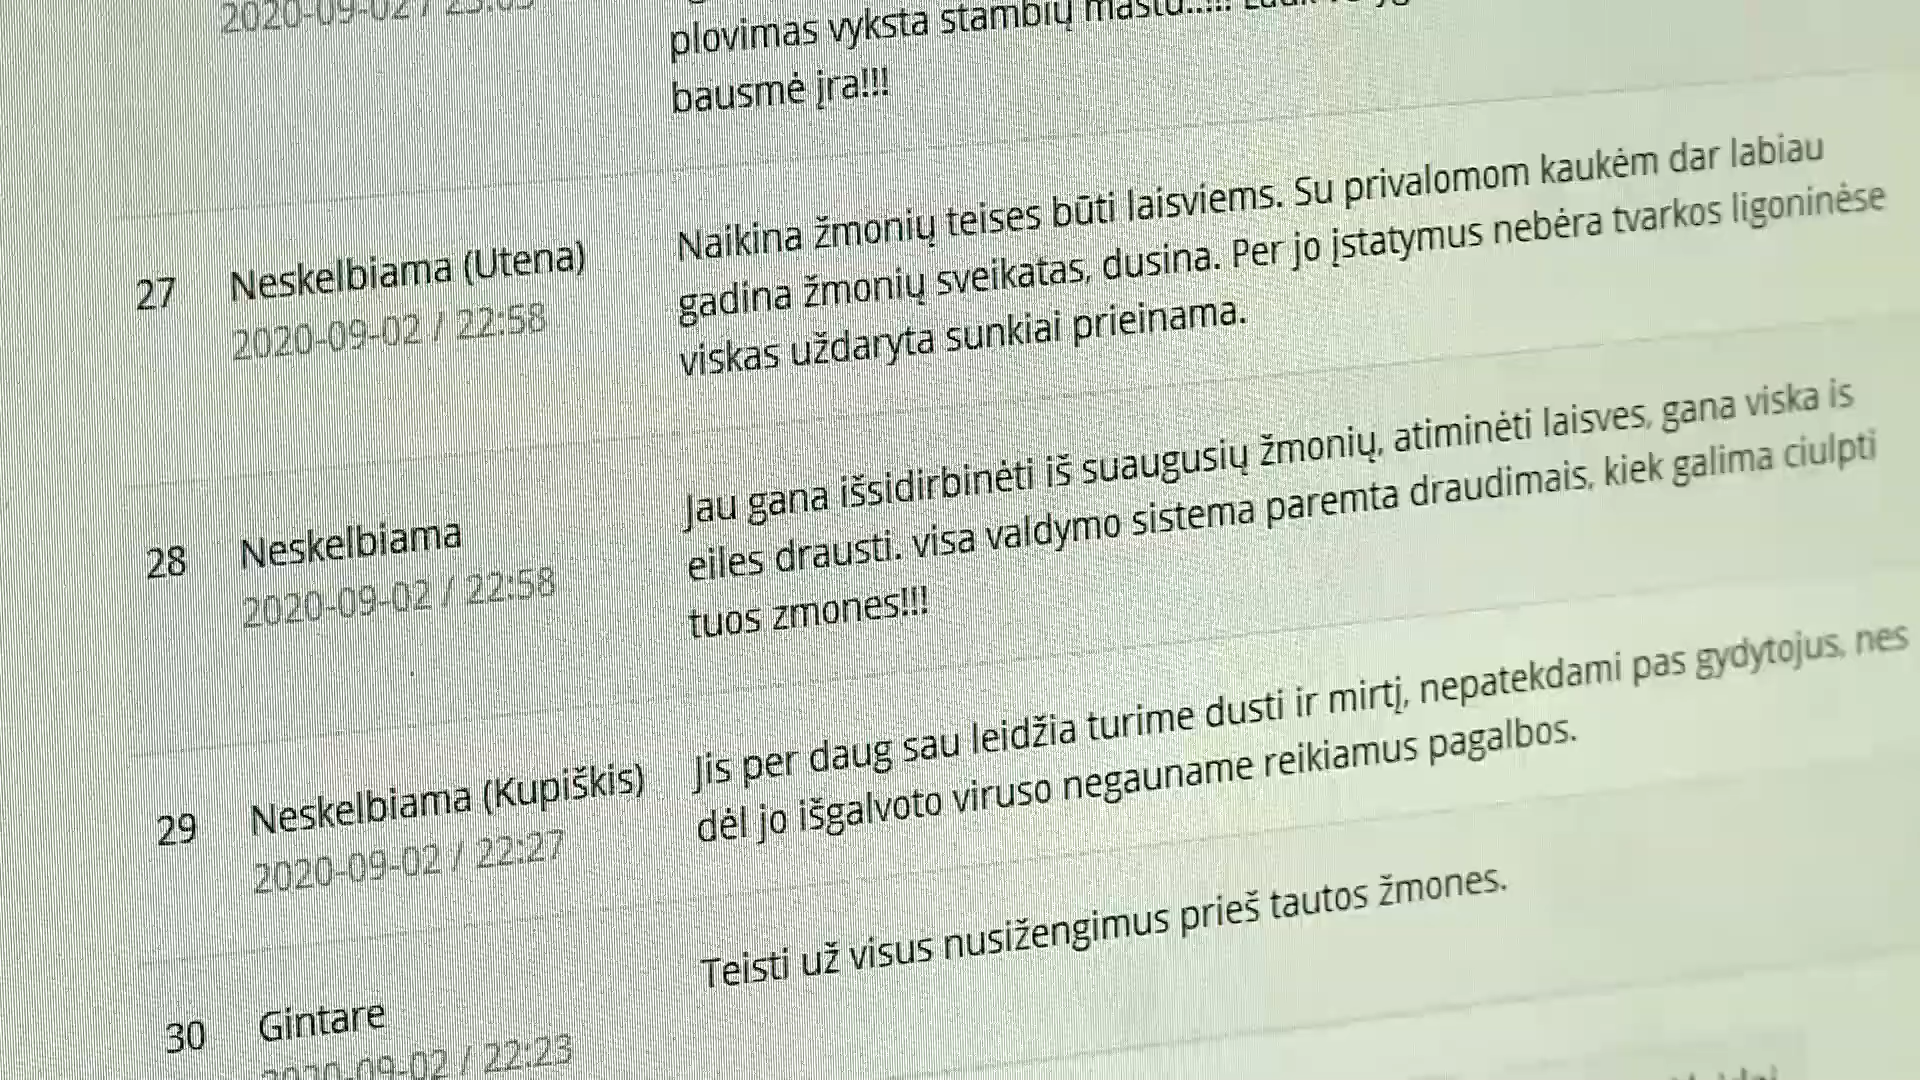 2020-09-02 / 23:03
plovimas vyksta stambių mastu..!!!
bausmė įra!!!
27 Neskelbiama (Utena)
2020-09-02 / 22:58
Naikina žmonių teises būti laisviems. Su privalomom kaukėm dar labiau
gadina žmonių sveikatas, dusina. Per jo įstatymus nebėra tvarkos ligoninėse
viskas uždaryta sunkiai prieinama.
28 Neskelbiama
2020-09-02 / 22:58
Jau gana išsidirbinėti iš suaugusių žmonių, atiminėti laisves, gana viska is
eiles drausti. visa valdymo sistema paremta draudimais, kiek galima ciulpti
tuos zmones!!!
29 Neskelbiama (Kupiškis)
2020-09-02 / 22:27
Jis per daug sau leidžia turime dusti ir mirtį, nepatekdami pas gydytojus, nes
dėl jo išgalvoto viruso negauname reikiamus pagalbos.
30 Gintare
2020-09-02 / 22:23
Teisti už visus nusižengimus prieš tautos žmones.